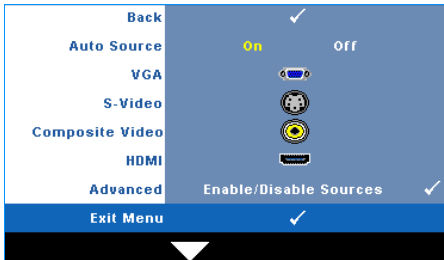 Back
Auto Source On Off
VGA
S-Video
Composite Video
HDMI
Advanced Enable/Disable Sources
Exit Menu